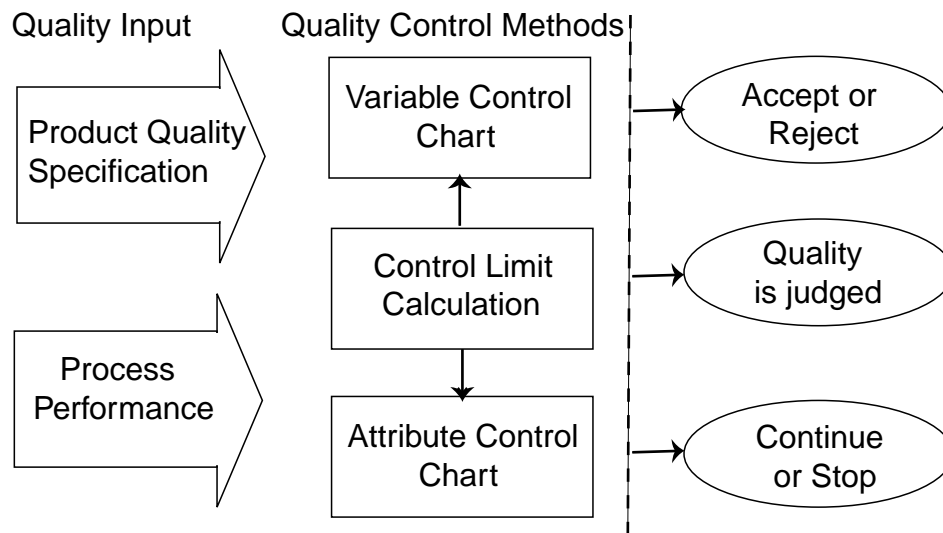 Quality Input
Quality Control Methods
Product Quality
Specification
Process
Performance
Variable Control
Chart
Control Limit
Calculation
Attribute Control
Chart
Accept or
Reject
Quality
is judged
Continue
or Stop